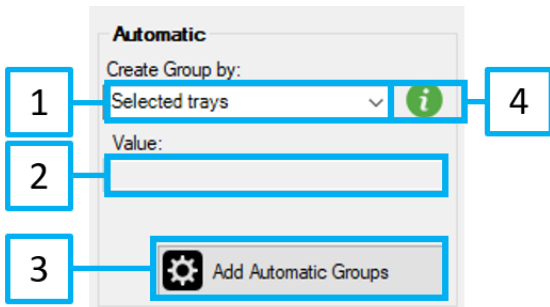 Automatic
Create Group by:
1
Selected trays
i
4
Value:
2
3
Add Automatic Groups